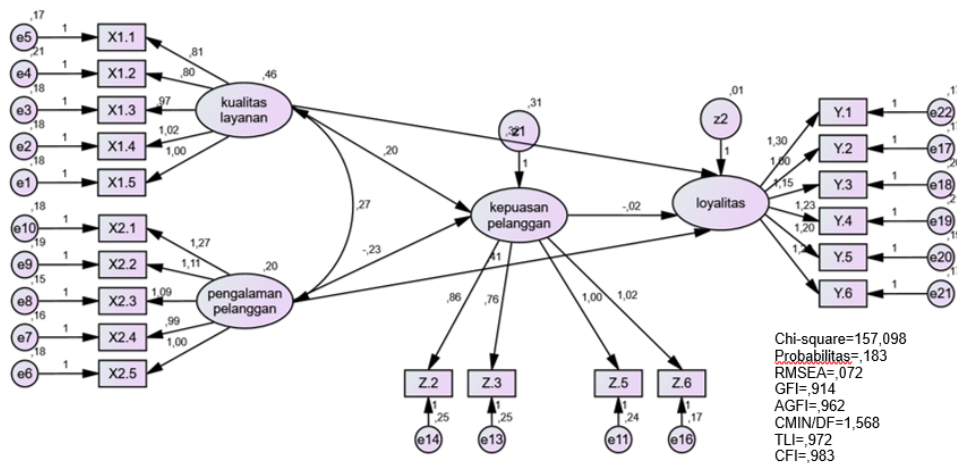 ,17
e5
1
X1.1
,81
,21
e4
1
X1.2
,80
,18
e3
1
X1.3
,97
,18
e2
1
X1.4
1,02
,18
e1
1
X1.5
1,00
,46
kualitas
layanan
,18
e10
1
X2.1
1,27
,19
e9
1
X2.2
1,11
,15
e8
1
X2.3
1,09
,16
e7
1
X2.4
,99
,18
e6
1
X2.5
1,00
,20
pengalaman
pelanggan
,27
,20
-,23
,31
z1
1
kepuasan
pelanggan
-,02
,01
z2
1
loyalitas
,86
,76
1,00
1,02
Z.2
Z.3
Z.5
Z.6
1
1
1
1
,25
,25
,24
,17
e14
e13
e11
e16
1,30
Y.1
1
e22
Y.2
1
e17
1,15
Y.3
1
e18
1,23
Y.4
1
e19
1,20
Y.5
1
e20
Y.6
1
e21
Chi-square=157,098
Probabilitas=,183
RMSEA=,072
GFI=,914
AGFI=,962
CMIN/DF=1,568
TLI=,972
CFI=,983